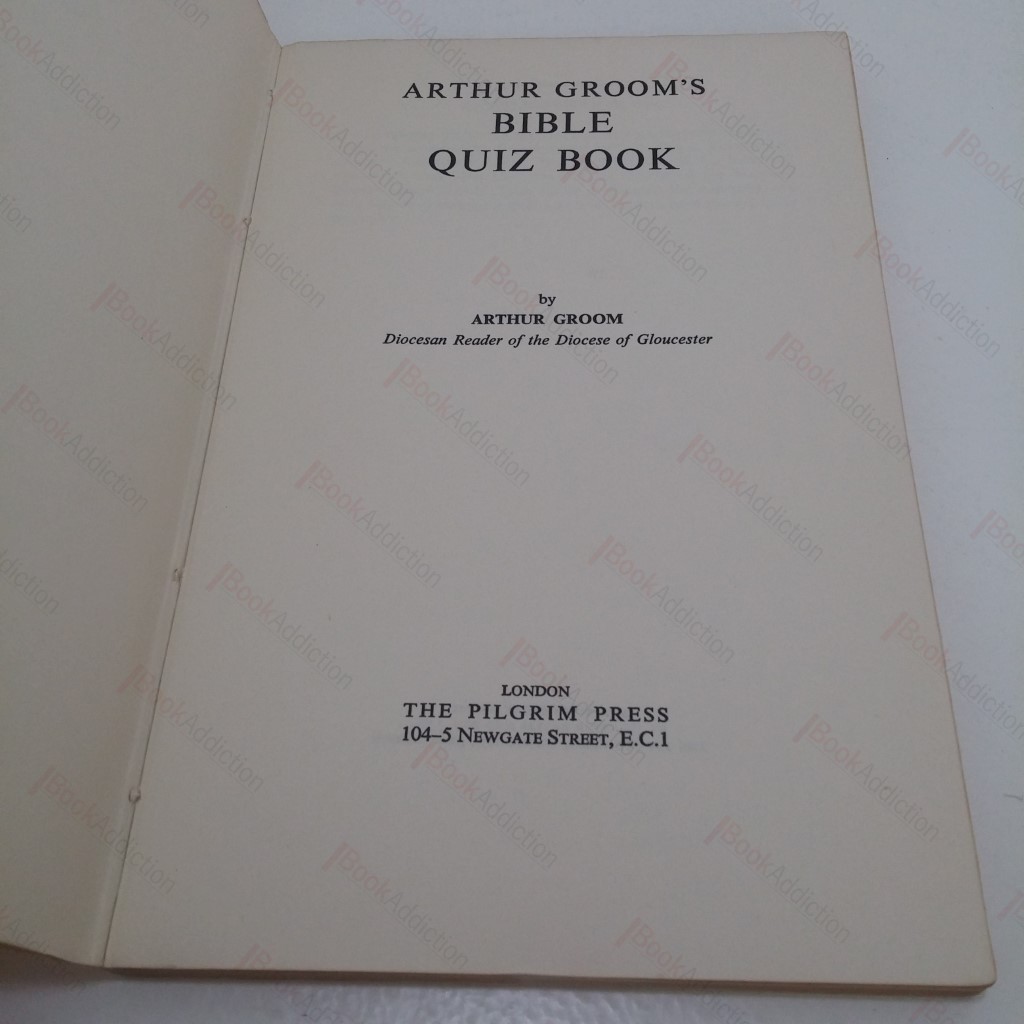 ARTHUR GROOM'S
BIBLE
QUIZ BOOK
by
ARTHUR GROOM
Diocesan Reader of the Diocese of Gloucester
LONDON
THE PILGRIM PRESS
104–5 NEWGATE STREET, E.C.1
BookAddiction